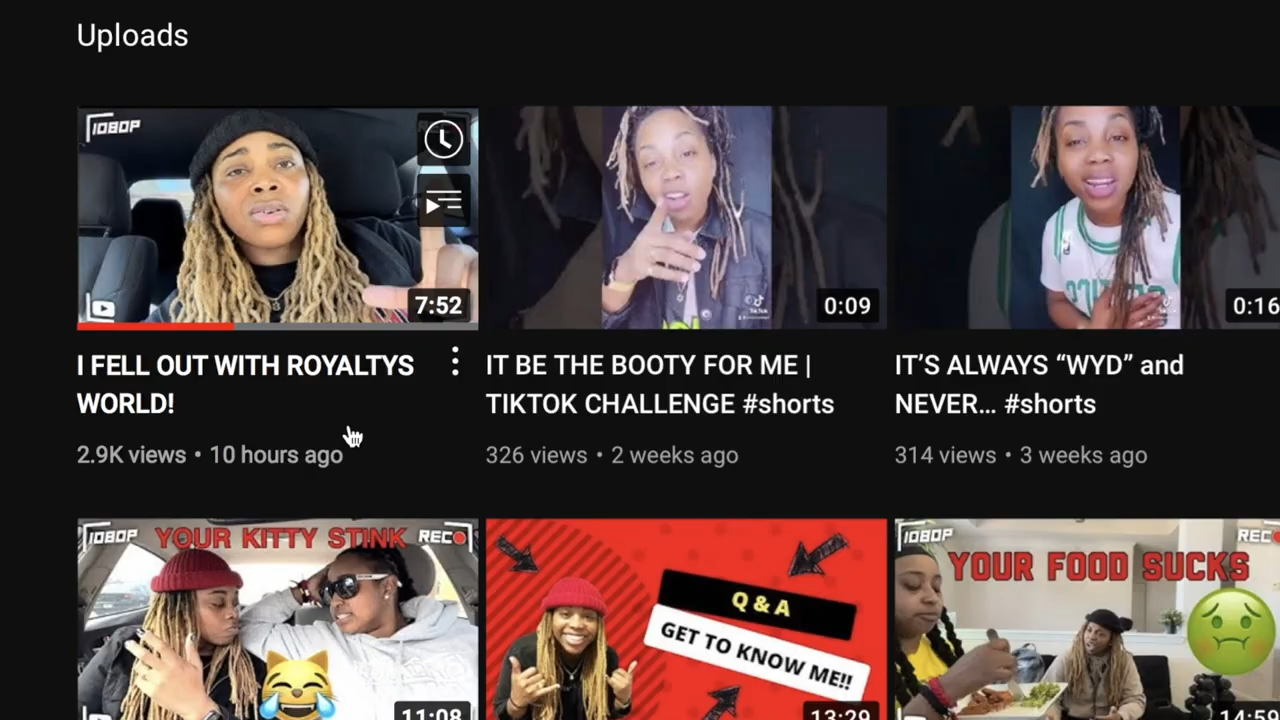 Uploads
1080P
7:52
0:09
0:16
I FELL OUT WITH ROYALTYS
WORLD!
2.9K views • 10 hours ago
IT BE THE BOOTY FOR ME |
TIKTOK CHALLENGE #shorts
326 views • 2 weeks ago
IT’S ALWAYS “WYD” and
NEVER... #shorts
314 views • 3 weeks ago
1080P
YOUR KITTY STINK
REC
11:08
Q & A
GET TO KNOW ME!!
13:29
1080P
REC
YOUR FOOD SUCKS
14:59